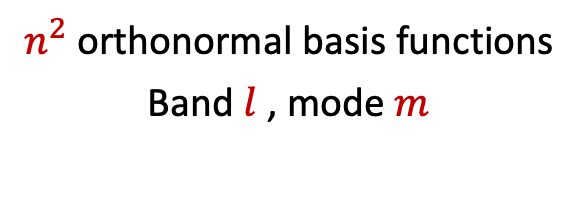 n² orthonormal basis functions
Band l , mode m